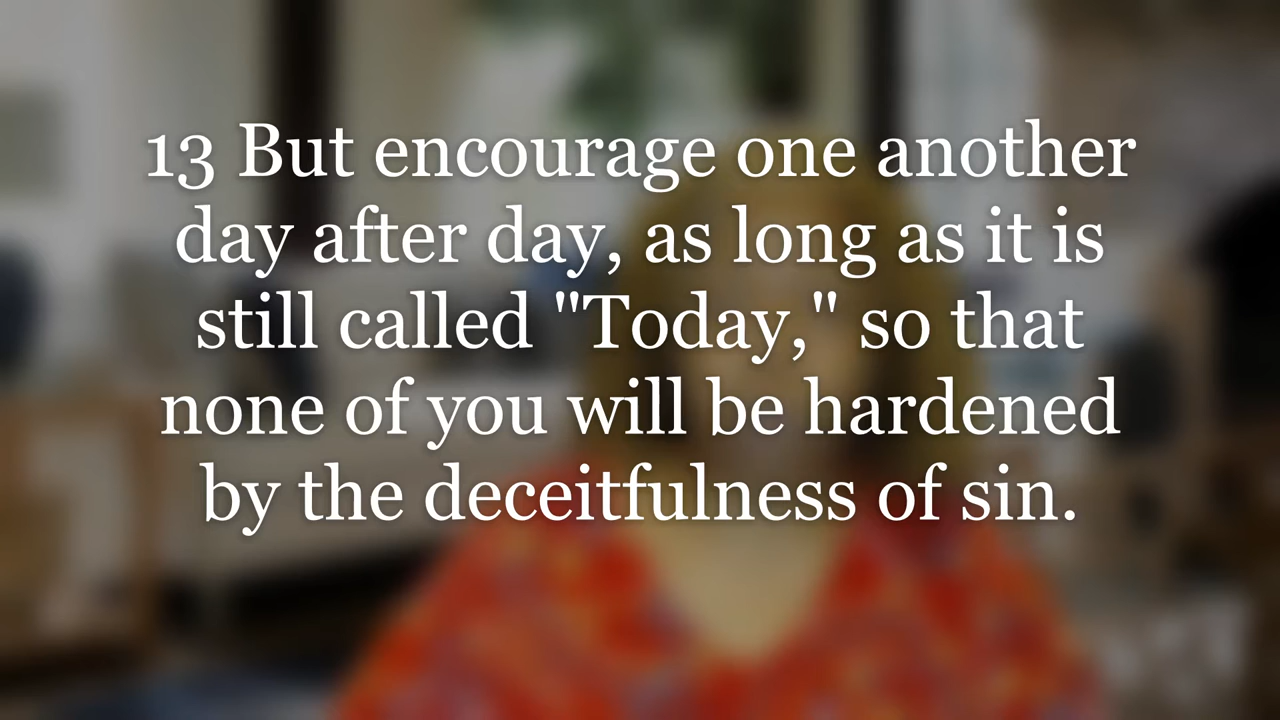 13 But encourage one another
day after day, as long as it is
still called "Today," so that
none of you will be hardened
by the deceitfulness of sin.